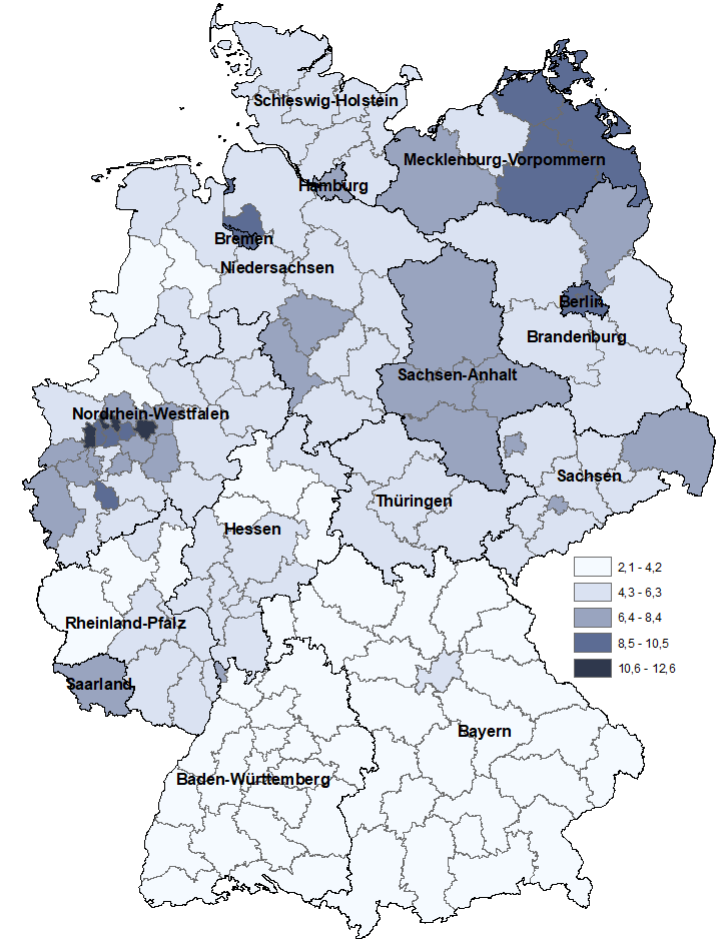 Schleswig-Holstein
Mecklenburg-Vorpommern
Hamburg
Bremen
Niedersachsen
Berlin
Brandenburg
Sachsen-Anhalt
Nordrhein-Westfalen
Sachsen
Thüringen
Hessen
2,1 - 4,2
4,3 - 6,3
6,4 - 8,4
8,5 - 10,5
10,6 - 12,6
Rheinland-Pfalz
Saarland
Bayern
Baden-Württemberg